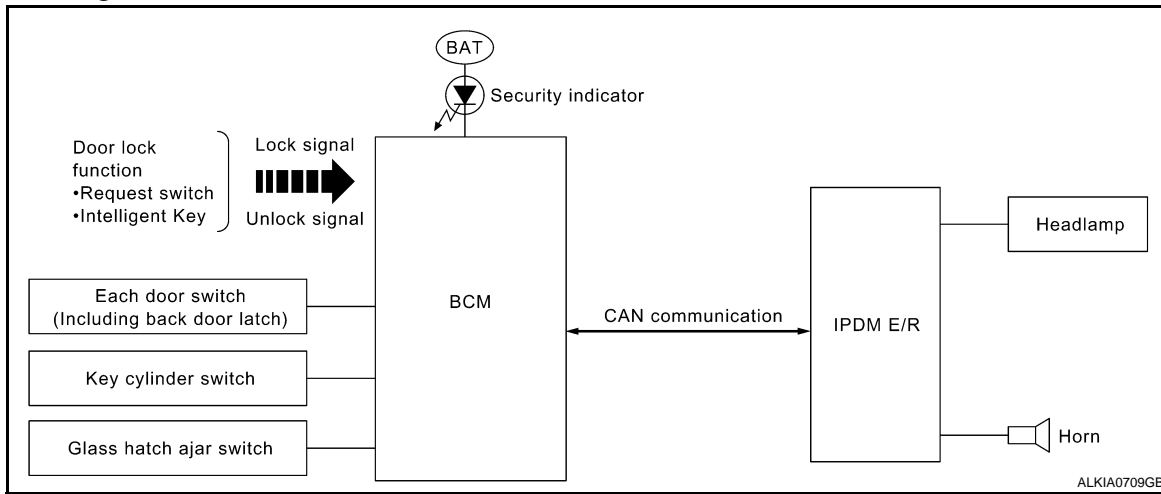 BAT
Security indicator
Door lock
function
•Request switch
•Intelligent Key
Lock signal
Unlock signal
Each door switch
(Including back door latch)
Key cylinder switch
Glass hatch ajar switch
BCM
CAN communication
IPDM E/R
Headlamp
Horn
ALKIA0709GB